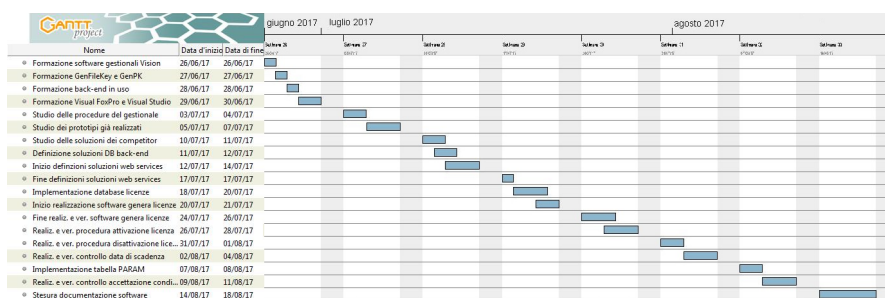 GANTT
project
giugno 2017
luglio 2017
agosto 2017
Nome Data d'inizio Data di fine
Formazione software gestionali Vision 26/06/17 26/06/17
Formazione GenFileKey e GenPK 27/06/17 27/06/17
Formazione back-end in uso 28/06/17 28/06/17
Formazione Visual FoxPro e Visual Studio 29/06/17 30/06/17
Studio delle procedure del gestionale 03/07/17 04/07/17
Studio dei prototipi già realizzati 05/07/17 07/07/17
Studio delle soluzioni dei competitor 10/07/17 11/07/17
Definizione soluzioni DB back-end 11/07/17 12/07/17
Inizio definzioni soluzioni web services 12/07/17 14/07/17
Fine definizioni soluzioni web services 17/07/17 17/07/17
Implementazione database licenze 18/07/17 20/07/17
Inizio realizzazione software genera licenze 20/07/17 21/07/17
Fine realiz. e ver. software genera licenze 24/07/17 26/07/17
Realiz. e ver. procedura attivazione licenza 26/07/17 28/07/17
Realiz. e ver. procedura disattivazione lice... 31/07/17 01/08/17
Realiz. e ver. controllo data di scadenza 02/08/17 04/08/17
Implementazione tabella PARAM 07/08/17 08/08/17
Realiz. e ver. controllo accettazione condi... 09/08/17 11/08/17
Stesura documentazione software 14/08/17 18/08/17